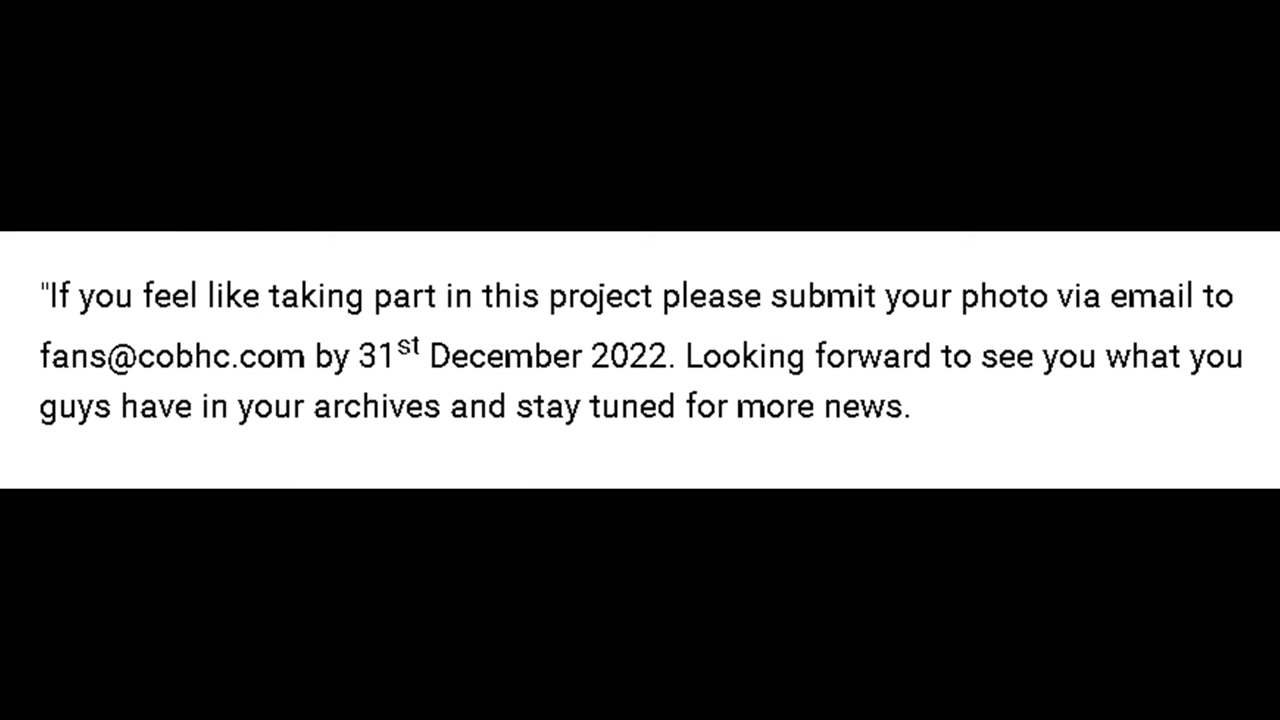 "If you feel like taking part in this project please submit your photo via email to
fans@cobhc.com by 31st December 2022. Looking forward to see you what you
guys have in your archives and stay tuned for more news.